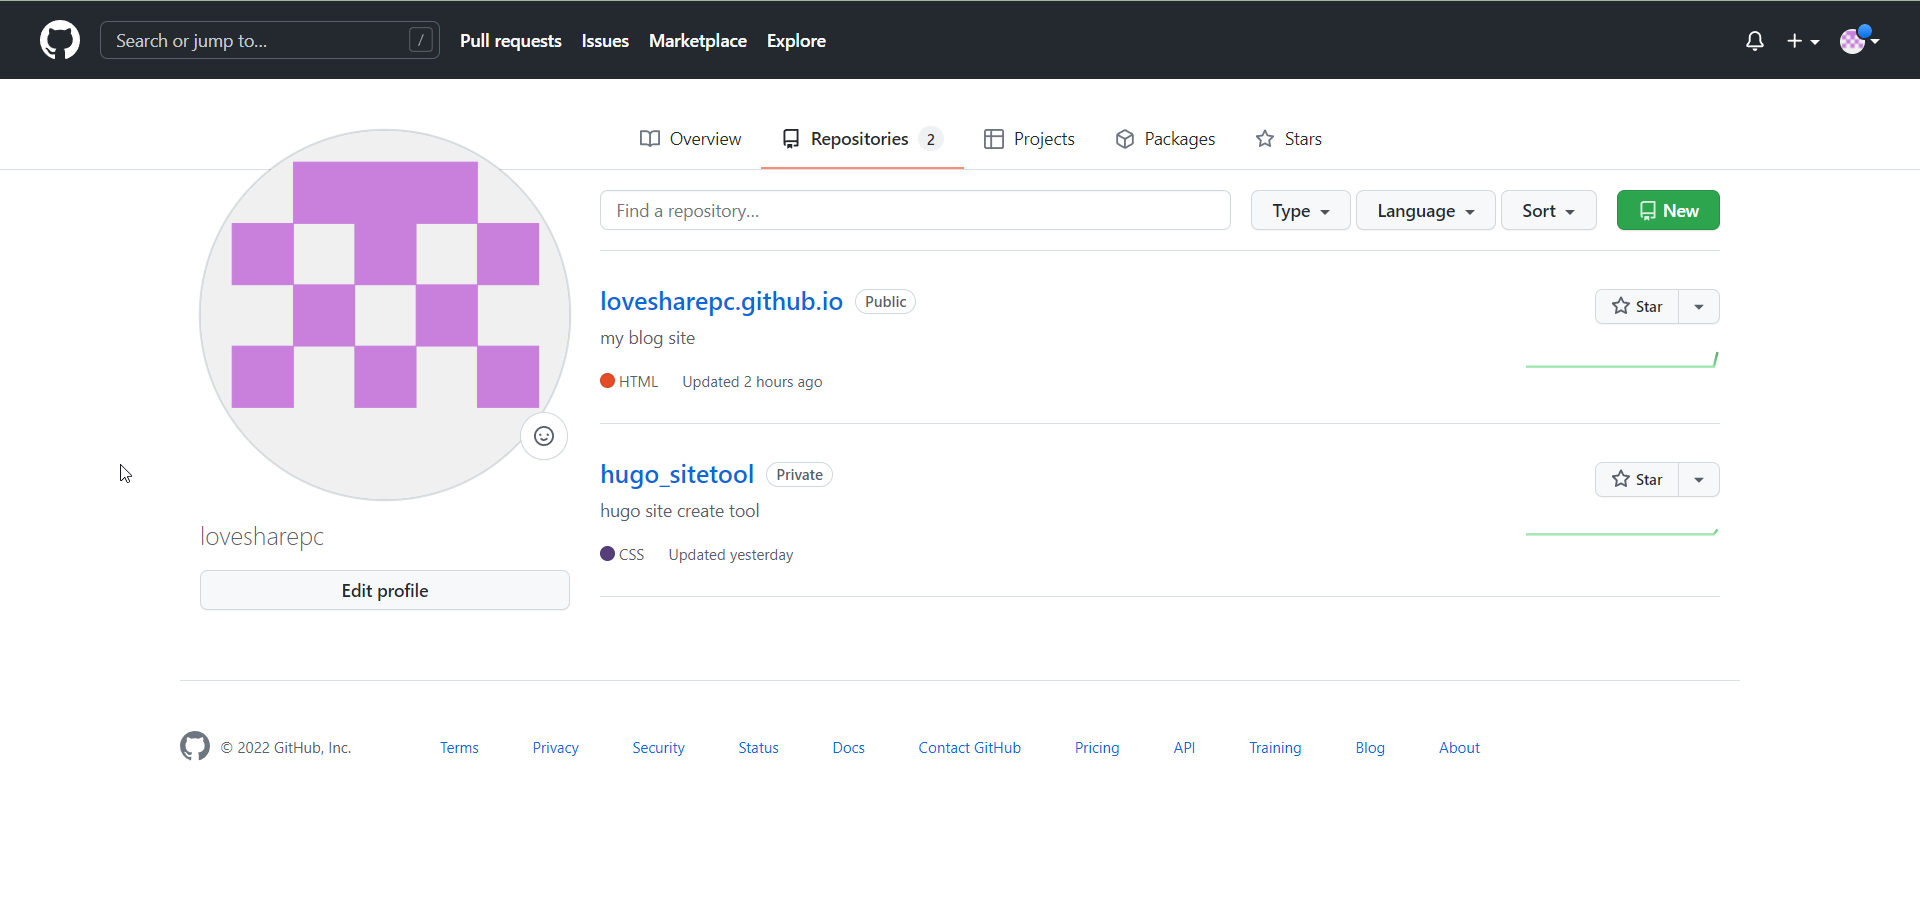 Search or jump to... /
Pull requests Issues Marketplace Explore
Overview Repositories 2 Projects Packages Stars
Find a repository... Type Language Sort New
lovesharepc.github.io Public Star
my blog site
HTML Updated 2 hours ago
hugo_sitetool Private Star
hugo site create tool
CSS Updated yesterday
lovesharepc
Edit profile
© 2022 GitHub, Inc. Terms Privacy Security Status Docs Contact GitHub Pricing API Training Blog About